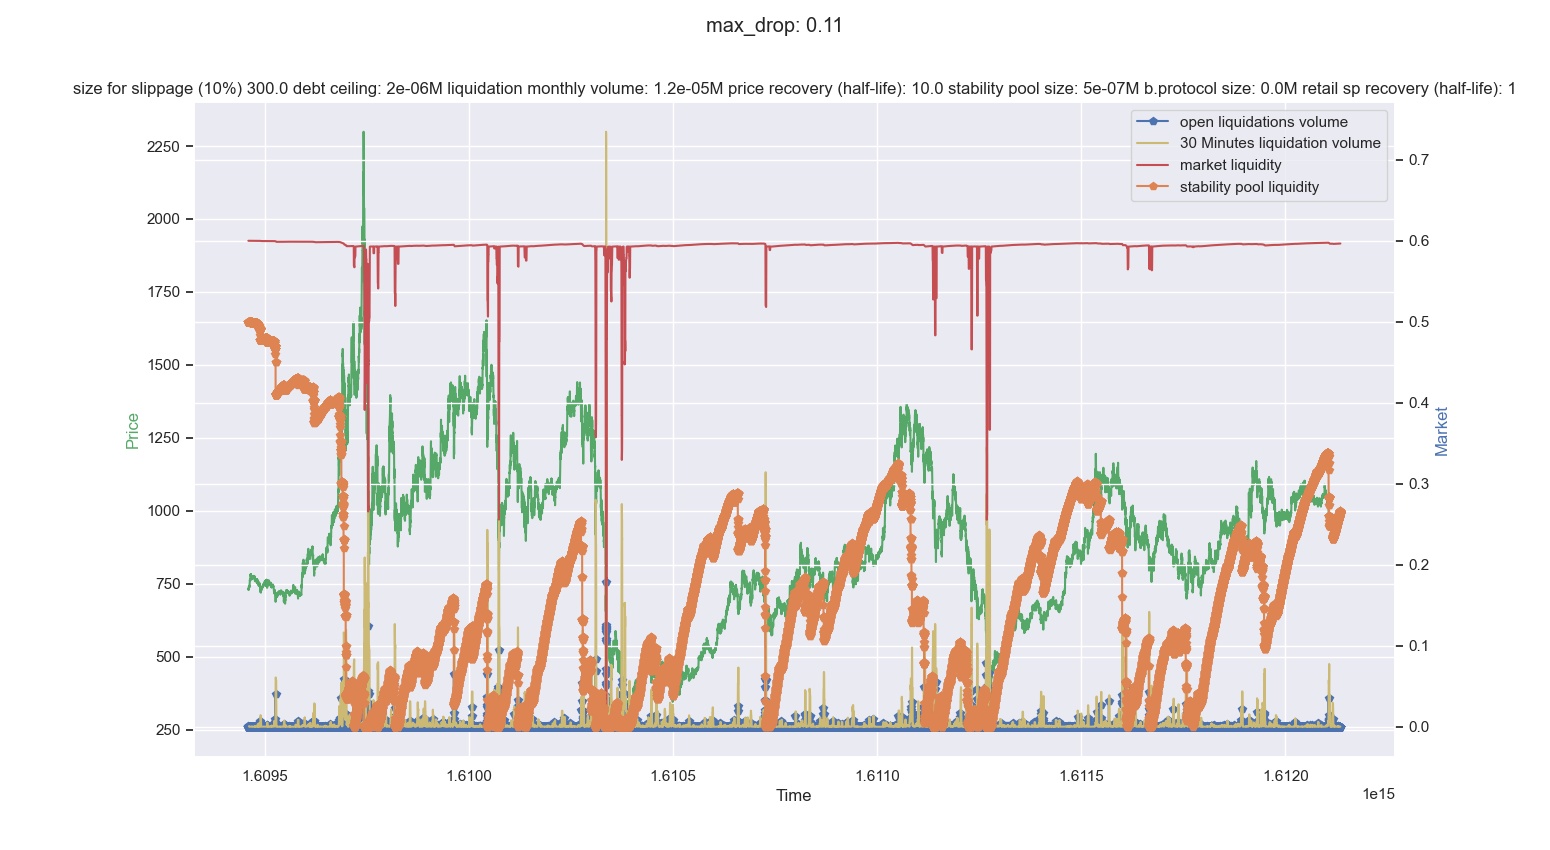 max_drop: 0.11
size for slippage (10%) 300.0 debt ceiling: 2e-06M liquidation monthly volume: 1.2e-05M price recovery (half-life): 10.0 stability pool size: 5e-07M b.protocol size: 0.0M retail sp recovery (half-life): 1
open liquidations volume
30 Minutes liquidation volume
market liquidity
stability pool liquidity
2250
2000
1750
1500
1250
1000
750
500
250
Price
0.7
0.6
0.5
0.4
0.3
0.2
0.1
0.0
Market
1.6095
1.6100
1.6105
1.6110
1.6115
1.6120
Time
1e15